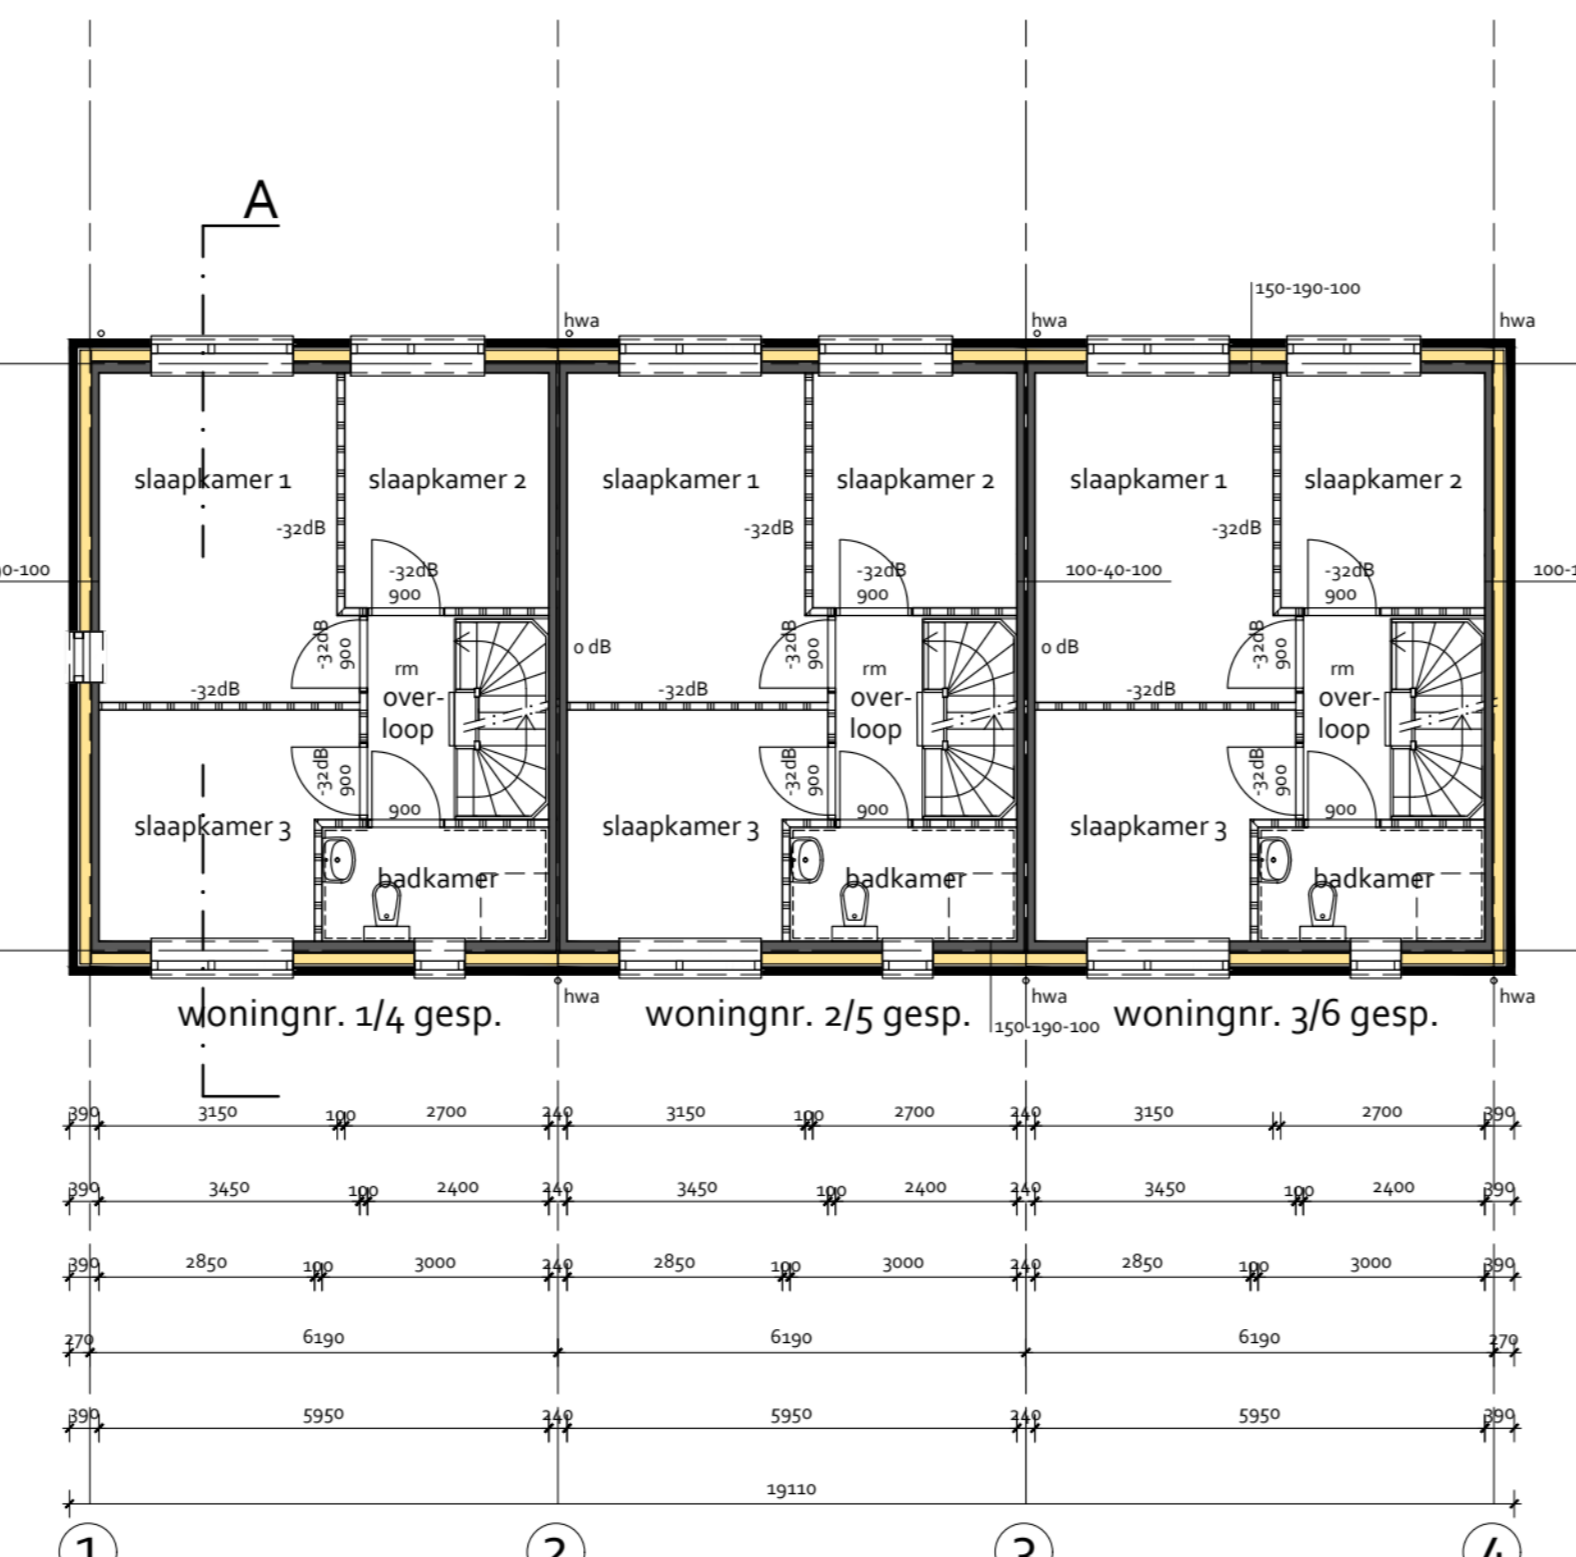 A
150-190-100
hwa hwa hwa
slaapkamer 1 slaapkamer 2 slaapkamer 1 slaapkamer 2 slaapkamer 1 slaapkamer 2
-32dB -32dB -32dB
0-100 -32dB -32dB 100-40-100 -32dB 100-1
900 900 900
-32dB 900 0 dB -32dB 900 0 dB -32dB 900
rm rm rm
-32dB over- -32dB over- -32dB over-
loop loop loop
-32dB 900 -32dB 900 -32dB 900
900 900 900
slaapkamer 3 slaapkamer 3 slaapkamer 3
badkamer badkamer badkamer
hwa hwa hwa
woningnr. 1/4 gesp. woningnr. 2/5 gesp. woningnr. 3/6 gesp.
150-190-100
390 3150 100 2700 240 3150 100 2700 240 3150 2700 390
390 3450 100 2400 240 3450 100 2400 240 3450 100 2400 390
390 2850 100 3000 240 2850 100 3000 240 2850 100 3000 390
270 6190 6190 6190 270
390 5950 240 5950 240 5950 390
19110
1 2 3 4